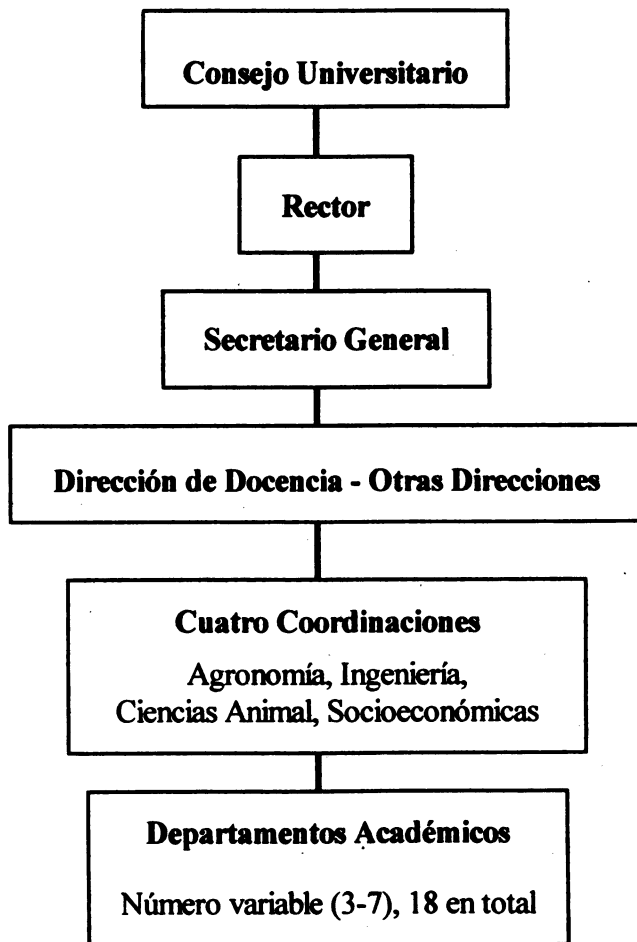 Consejo Universitario
Rector
Secretario General
Dirección de Docencia - Otras Direcciones
Cuatro Coordinaciones
Agronomía, Ingeniería,
Ciencias Animal, Socioeconómicas
Departamentos Académicos
Número variable (3-7), 18 en total